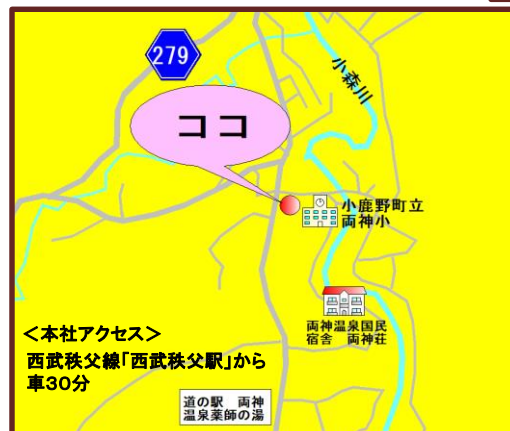 279
ココ
小森川
小鹿野町立
両神小
両神温泉国民
宿舎 両神荘
＜本社アクセス＞
西武秩父線「西武秩父駅」から
車30分
道の駅 両神
温泉薬師の湯